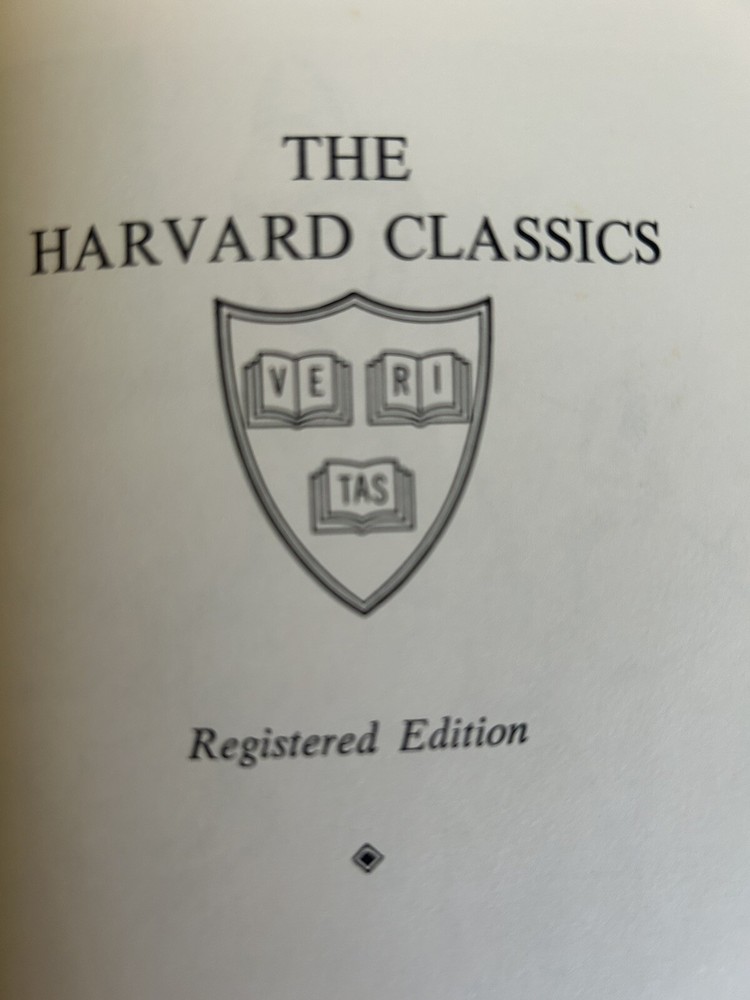 THE
HARVARD CLASSICS
VE RI
TAS
Registered Edition